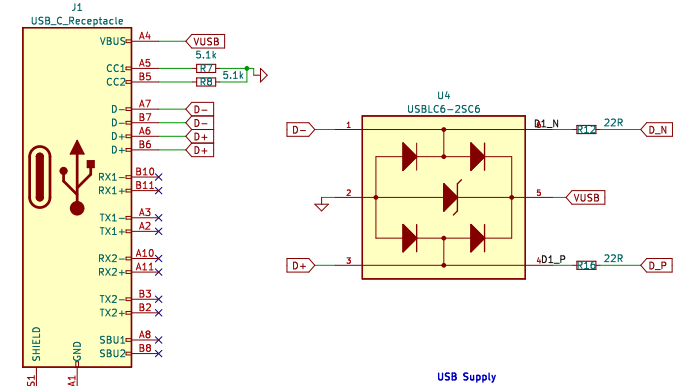 J1
USB_C_Receptacle
VBUS A4 VUSB
5.1k
CC1 A5 R7
5.1k
CC2 B5 R8
D- A7 D-
D- B7 D-
D+ A6 D+
D+ B6 D+
RX1- B10
RX1+ B11
TX1- A3
TX1+ A2
RX2- A10
RX2+ A11
TX2- B3
TX2+ B2
SBU1 A8
SBU2 B8
SHIELD
GND
S1
A1
U4
USBLC6-2SC6
D- 1 6 D1_N R12 22R D_N
2 5 VUSB
D+ 3 4 D1_P R16 22R D_P
USB Supply